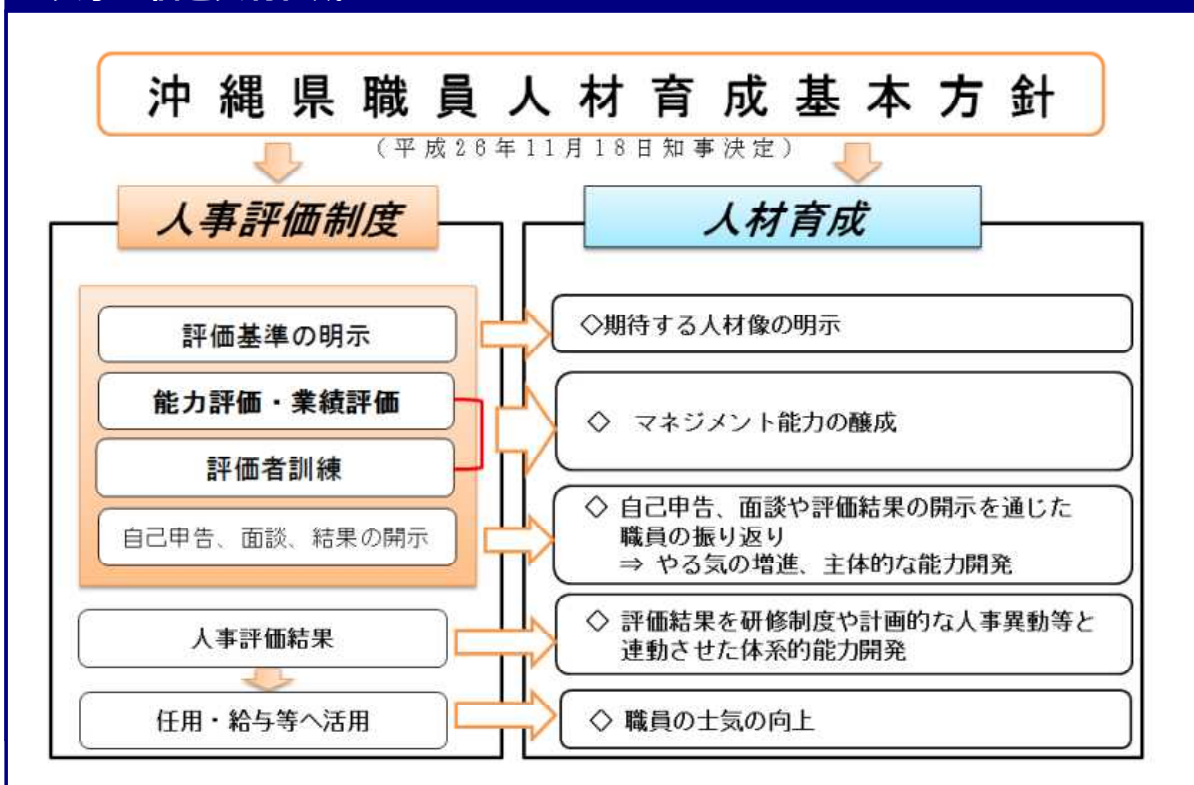 沖縄県職員人材育成基本方針
(平成26年11月18日知事決定)
人事評価制度
人材育成
評価基準の明示
◇期待する人材像の明示
能力評価・業績評価
◇ マネジメント能力の醸成
評価者訓練
自己申告、面談、結果の開示
◇ 自己申告、面談や評価結果の開示を通じた
職員の振り返り
⇒ やる気の増進、主体的な能力開発
人事評価結果
◇ 評価結果を研修制度や計画的な人事異動等と
連動させた体系的能力開発
任用・給与等へ活用
◇ 職員の士気の向上